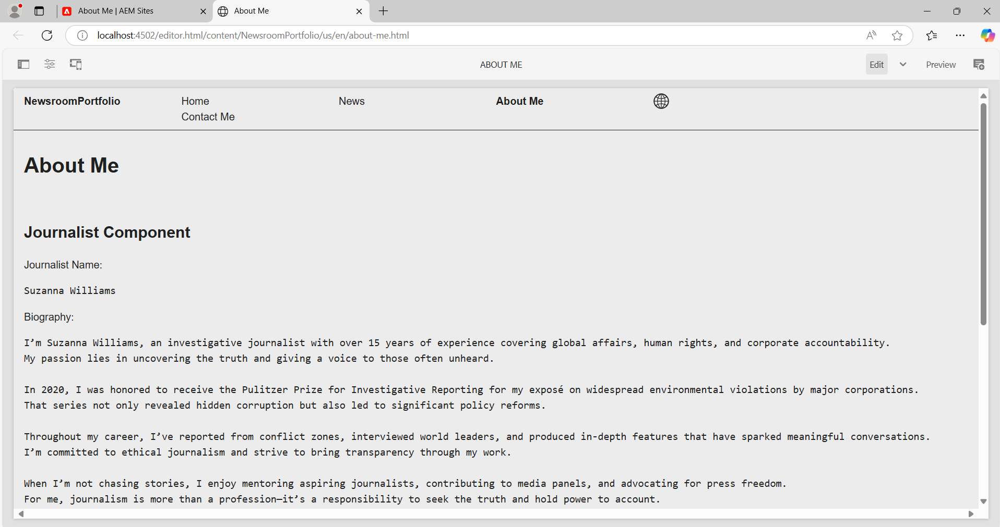 About Me | AEM Sites
About Me
localhost:4502/editor.html/content/NewsroomPortfolio/us/en/about-me.html
ABOUT ME
Edit
Preview
NewsroomPortfolio
Home
News
About Me
Contact Me
About Me
Journalist Component
Journalist Name:
Suzanna Williams
Biography:
I’m Suzanna Williams, an investigative journalist with over 15 years of experience covering global affairs, human rights, and corporate accountability.
My passion lies in uncovering the truth and giving a voice to those often unheard.
In 2020, I was honored to receive the Pulitzer Prize for Investigative Reporting for my exposé on widespread environmental violations by major corporations.
That series not only revealed hidden corruption but also led to significant policy reforms.
Throughout my career, I’ve reported from conflict zones, interviewed world leaders, and produced in-depth features that have sparked meaningful conversations.
I’m committed to ethical journalism and strive to bring transparency through my work.
When I’m not chasing stories, I enjoy mentoring aspiring journalists, contributing to media panels, and advocating for press freedom.
For me, journalism is more than a profession—it’s a responsibility to seek the truth and hold power to account.